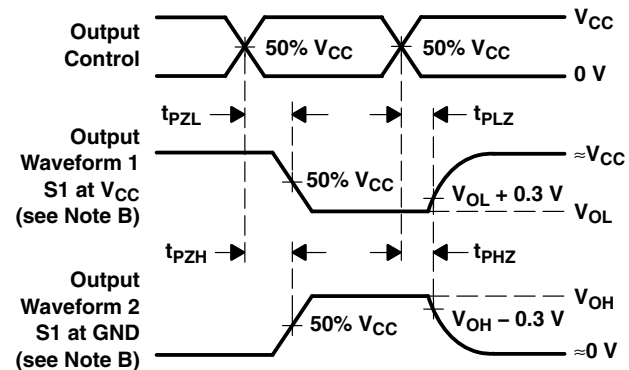 Output
Control
50% VCC
50% VCC
VCC
0 V
tPZL
tPLZ
Output
Waveform 1
S1 at VCC
(see Note B)
50% VCC
VOL + 0.3 V
≈VCC
VOL
tPZH
tPHZ
Output
Waveform 2
S1 at GND
(see Note B)
50% VCC
VOH − 0.3 V
VOH
≈0 V